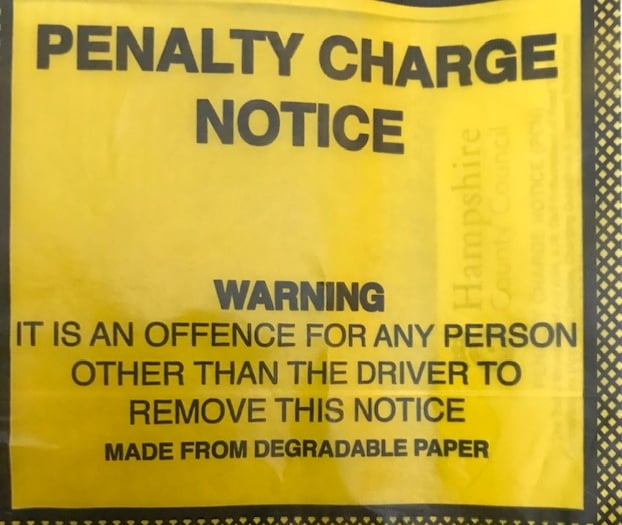 PENALTY CHARGE
NOTICE
WARNING
IT IS AN OFFENCE FOR ANY PERSON
OTHER THAN THE DRIVER TO
REMOVE THIS NOTICE
MADE FROM DEGRADABLE PAPER
Hampshire
County Council